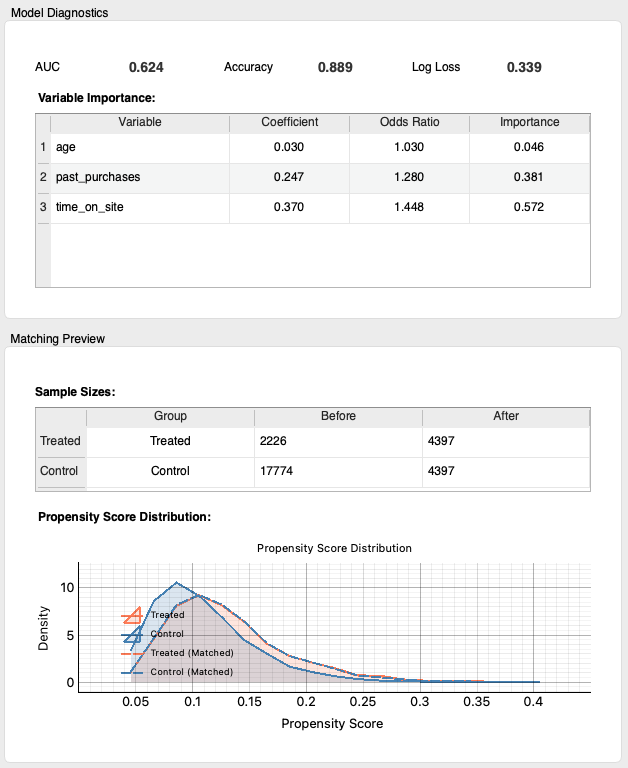 Model Diagnostics
AUC 0.624 Accuracy 0.889 Log Loss 0.339
Variable Importance:
Variable Coefficient Odds Ratio Importance
1 age 0.030 1.030 0.046
2 past_purchases 0.247 1.280 0.381
3 time_on_site 0.370 1.448 0.572
Matching Preview
Sample Sizes:
Group Before After
Treated Treated 2226 4397
Control Control 17774 4397
Propensity Score Distribution:
Propensity Score Distribution
10
5
0
Density
Treated
Control
Treated (Matched)
Control (Matched)
0.05 0.1 0.15 0.2 0.25 0.3 0.35 0.4
Propensity Score